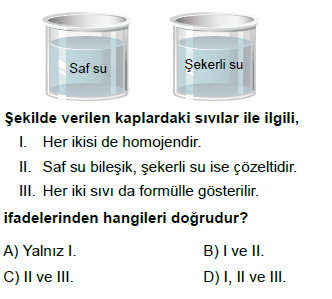 Saf su
Şekerli su
Şekilde verilen kaplardaki sıvılar ile ilgili,
I. Her ikisi de homojendir.
II. Saf su bileşik, şekerli su ise çözeltidir.
III. Her iki sıvı da formülle gösterilir.
ifadelerinden hangileri doğrudur?
A) Yalnız I. B) I ve II.
C) II ve III. D) I, II ve III.